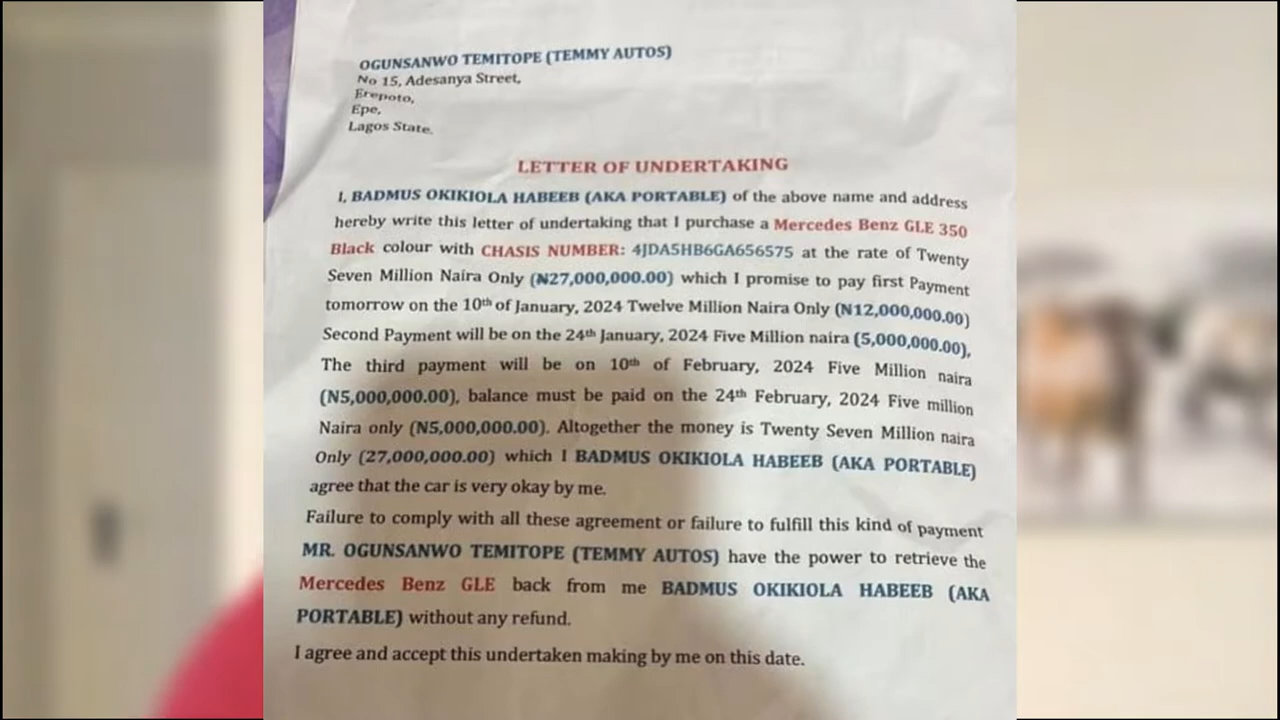 OGUNSANWO TEMITOPE (TEMMY AUTOS)
No 15, Adesanya Street,
Erepoto,
Epe,
Lagos State.
LETTER OF UNDERTAKING
I, BADMUS OKIKIOLA HABEEB (AKA PORTABLE) of the above name and address
hereby write this letter of undertaking that I purchase a Mercedes Benz GLE 350
Black colour with CHASIS NUMBER: 4JDA5HB6GA656575 at the rate of Twenty
Seven Million Naira Only (₦27,000,000.00) which I promise to pay first Payment
tomorrow on the 10th of January, 2024 Twelve Million Naira Only (₦12,000,000.00)
Second Payment will be on the 24th January, 2024 Five Million naira (5,000,000.00),
The third payment will be on 10th of February, 2024 Five Million naira
(N5,000,000.00), balance must be paid on the 24th February, 2024 Five million
Naira only (N5,000,000.00). Altogether the money is Twenty Seven Million naira
Only (27,000,000.00) which I BADMUS OKIKIOLA HABEEB (AKA PORTABLE)
agree that the car is very okay by me.
Failure to comply with all these agreement or failure to fulfill this kind of payment
MR. OGUNSANWO TEMITOPE (TEMMY AUTOS) have the power to retrieve the
Mercedes Benz GLE back from me BADMUS OKIKIOLA HABEEB (AKA
PORTABLE) without any refund.
I agree and accept this undertaken making by me on this date.